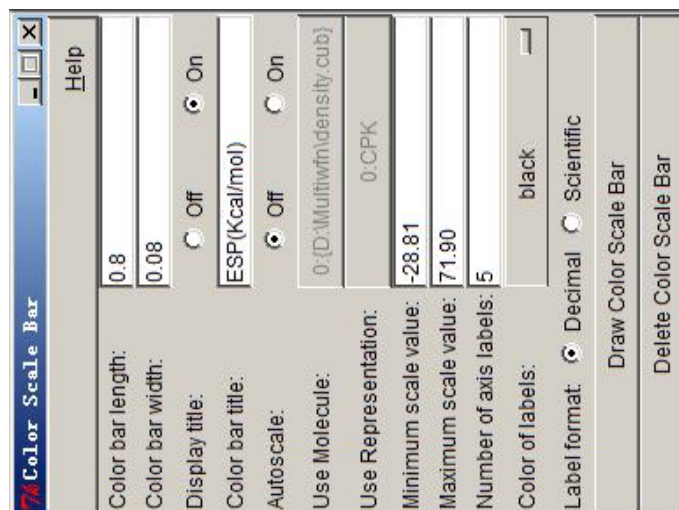 Color Scale Bar
Help
Color bar length: 0.8
Color bar width: 0.08
Display title: Off On
Color bar title: ESP(Kcal/mol)
Autoscale: Off On
Use Molecule: 0:{D:\Multiwfn\density.cub}
Use Representation: 0:CPK
Minimum scale value: -28.81
Maximum scale value: 71.90
Number of axis labels: 5
Color of labels: black
Label format: Decimal Scientific
Draw Color Scale Bar
Delete Color Scale Bar